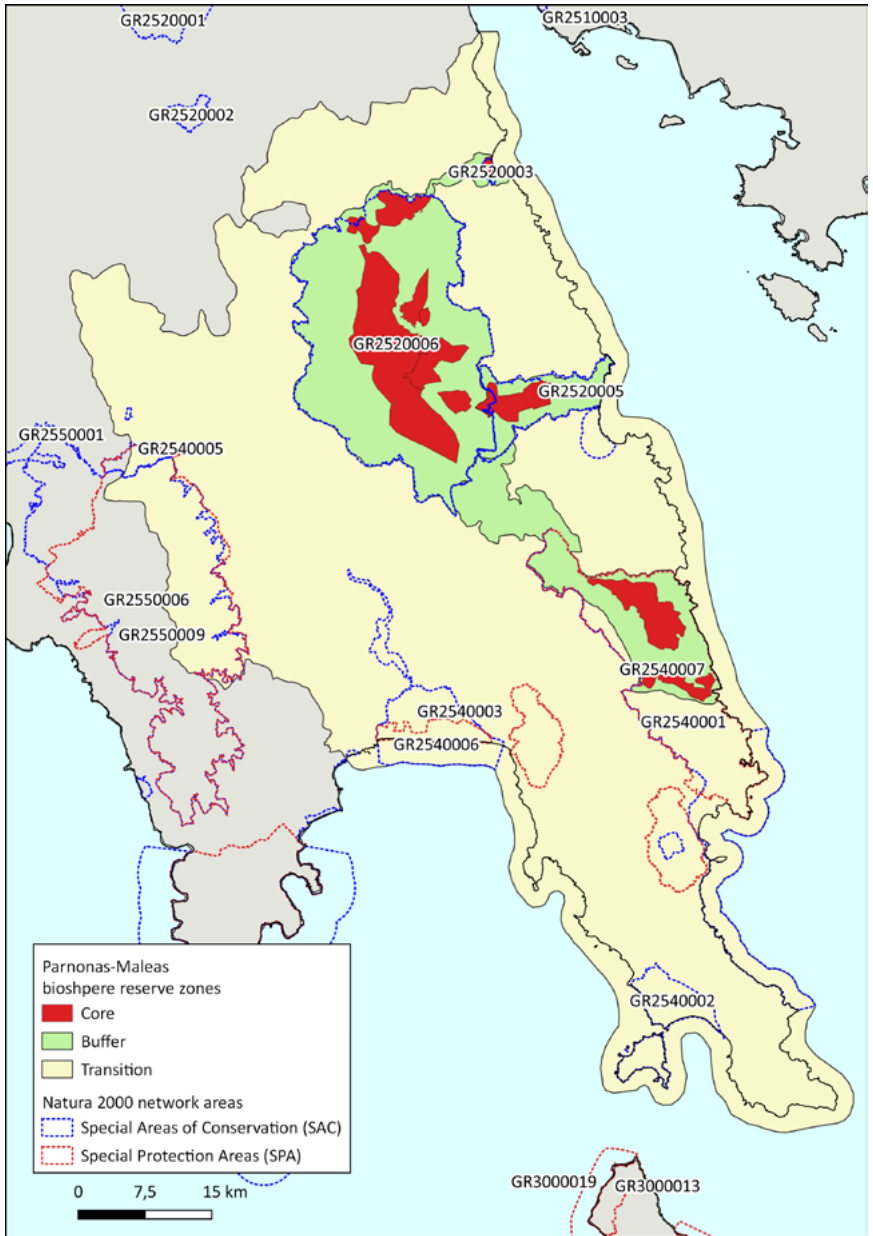 GR2520001
GR2510003
GR2520002
GR2520003
GR2520006
GR2520005
GR2550001
GR2540005
GR2550006
GR2550009
GR2540007
GR2540003
GR2540001
GR2540006
GR2540002
Parnonas-Maleas
bioshpere reserve zones
Core
Buffer
Transition
Natura 2000 network areas
Special Areas of Conservation (SAC)
Special Protection Areas (SPA)
0 7,5 15 km
GR3000019
GR3000013